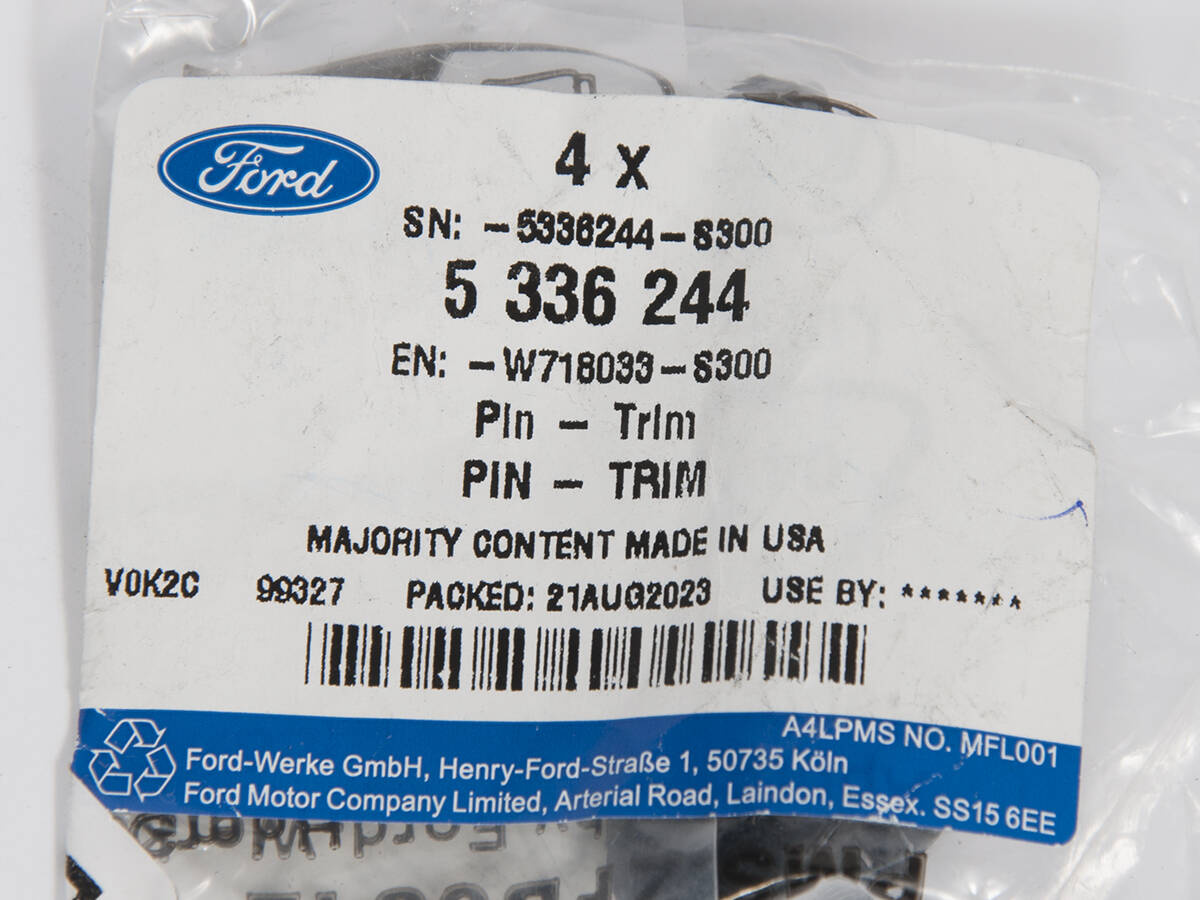 Ford
4 x
SN: -5336244-S300
5 336 244
EN: -W718033-S300
Pin - Trim
PIN - TRIM
MAJORITY CONTENT MADE IN USA
V0K2C 99327 PACKED: 21AUG2023 USE BY: *******
A4LPMS NO. MFL001
Ford-Werke GmbH, Henry-Ford-Straße 1, 50735 Köln
Ford Motor Company Limited, Arterial Road, Laindon, Essex. SS15 6EE